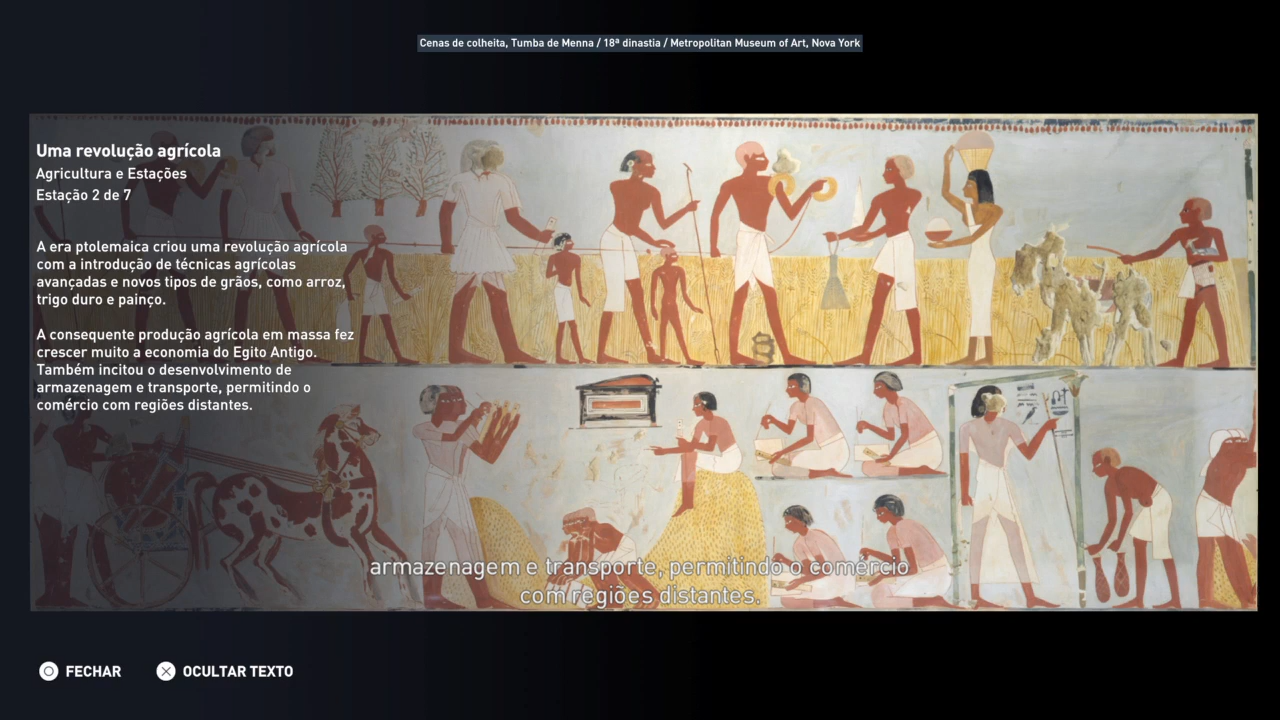 Cenas de colheita, Tumba de Menna / 18ª dinastia / Metropolitan Museum of Art, Nova York
Uma revolução agrícola
Agricultura e Estações
Estação 2 de 7
A era ptolemaica criou uma revolução agrícola
com a introdução de técnicas agrícolas
avançadas e novos tipos de grãos, como arroz,
trigo duro e painço.
A consequente produção agrícola em massa fez
crescer muito a economia do Egito Antigo.
Também incitou o desenvolvimento de
armazenagem e transporte, permitindo o
comércio com regiões distantes.
armazenagem e transporte, permitindo o comércio
com regiões distantes.
FECHAR
OCULTAR TEXTO